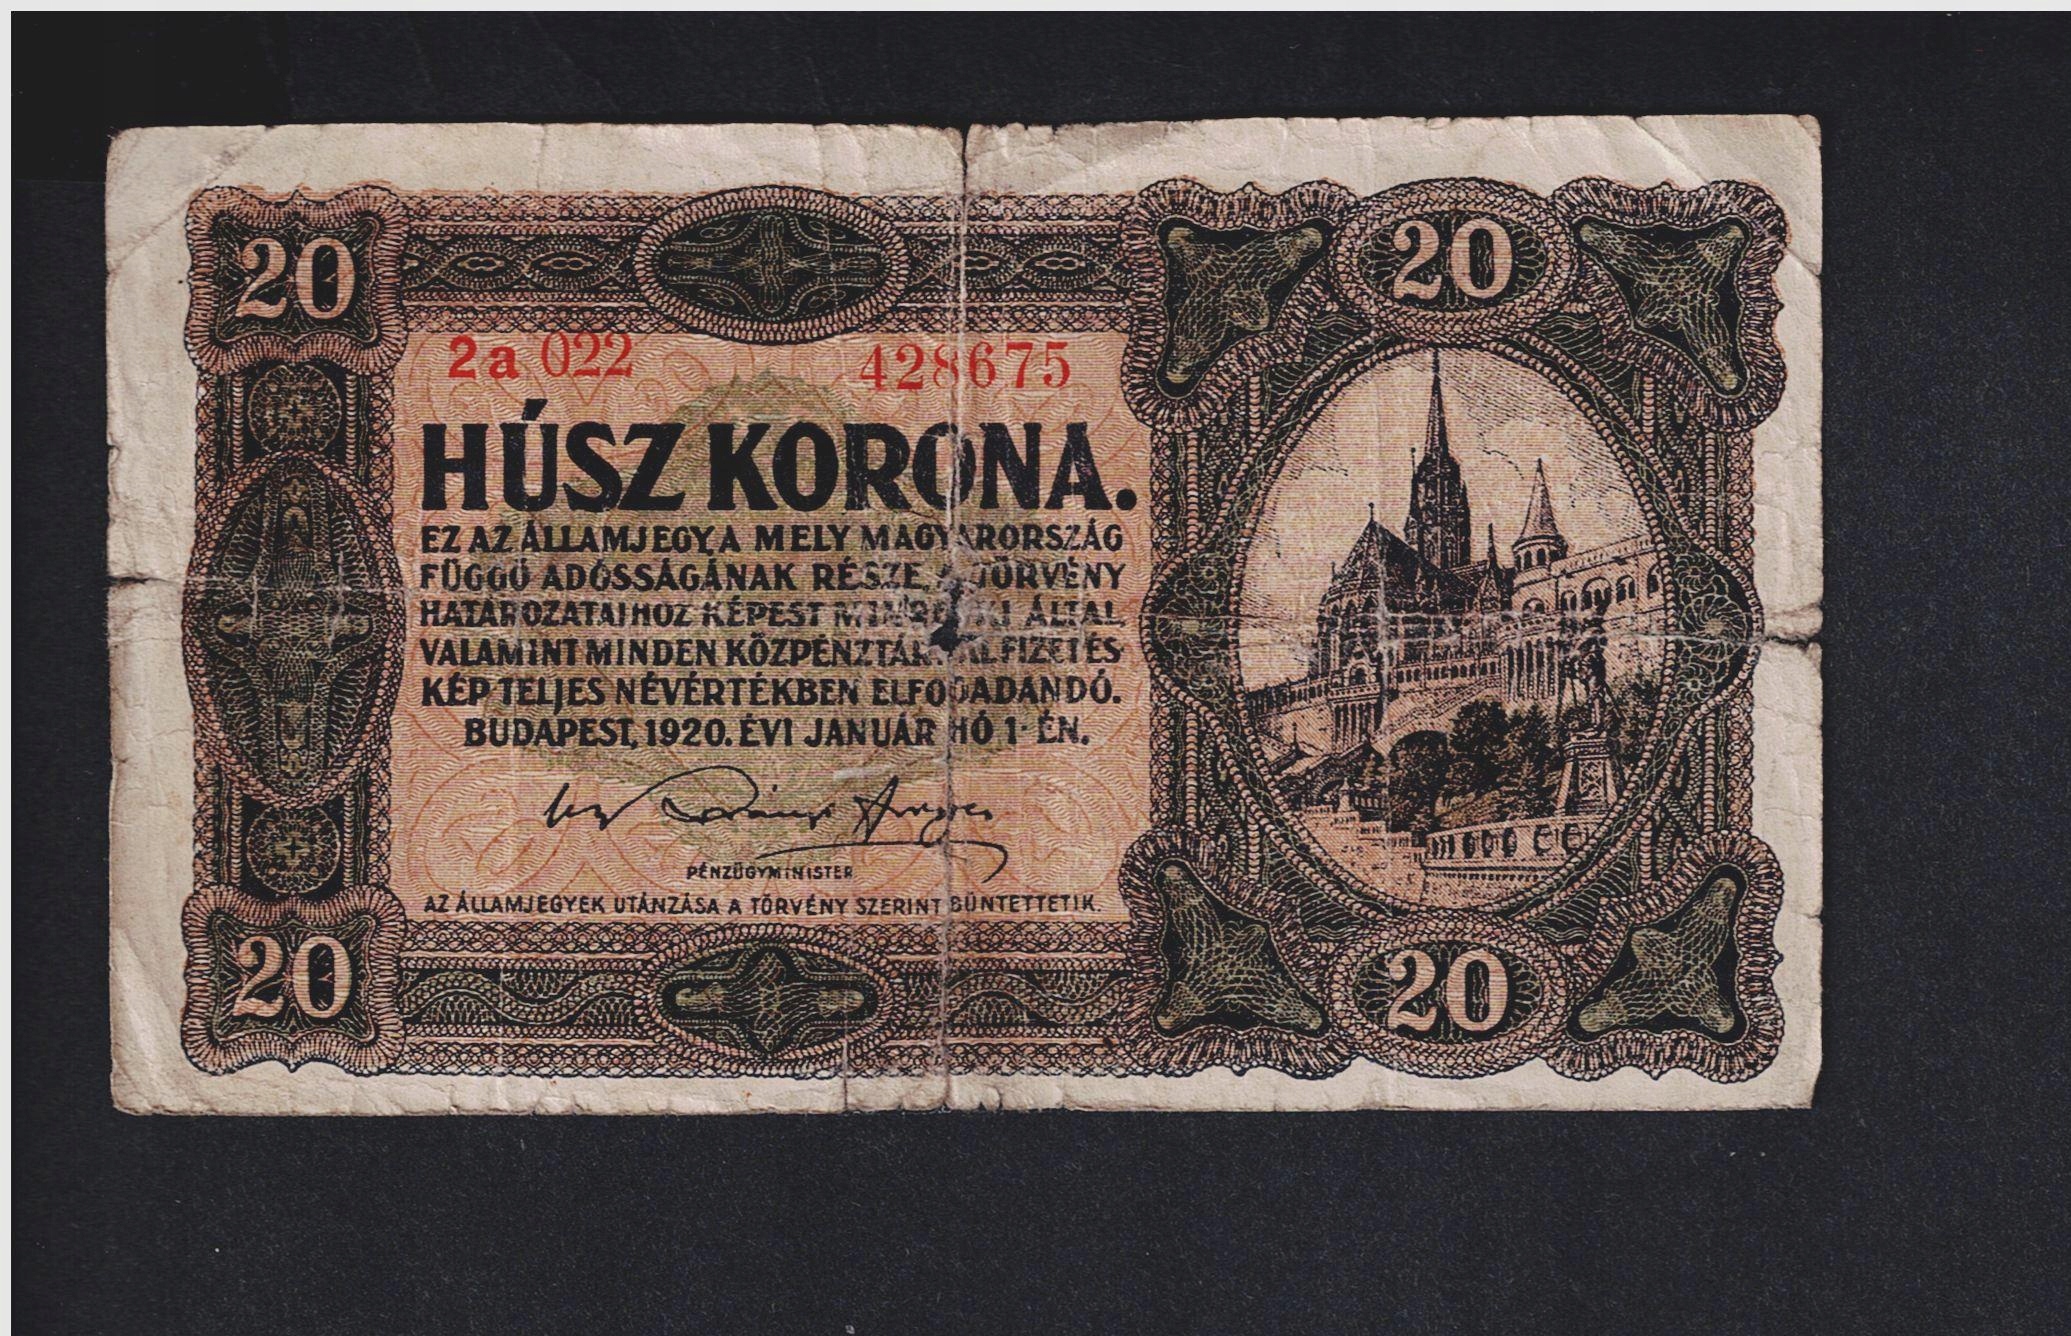 20
20
2a 022 428675
HÚSZ KORONA.
EZ AZ ÁLLAMJEGY, A MELY MAGYARORSZÁG
FÜGGŐ ADÓSSÁGÁNAK RÉSZE, A TÖRVÉNY
HATÁROZATAIHOZ KÉPEST MINDENKI ÁLTAL,
VALAMINT MINDEN KÖZPÉNZTÁRNÁL FIZETÉS
KÉP TELJES NÉVÉRTÉKBEN ELFOGADANDÓ.
BUDAPEST, 1920. ÉVI JANUÁR HÓ 1-ÉN.
PÉNZÜGYMINISTER
AZ ÁLLAMJEGYEK UTÁNZÁSA A TÖRVÉNY SZERINT BÜNTETTETIK.
20
20